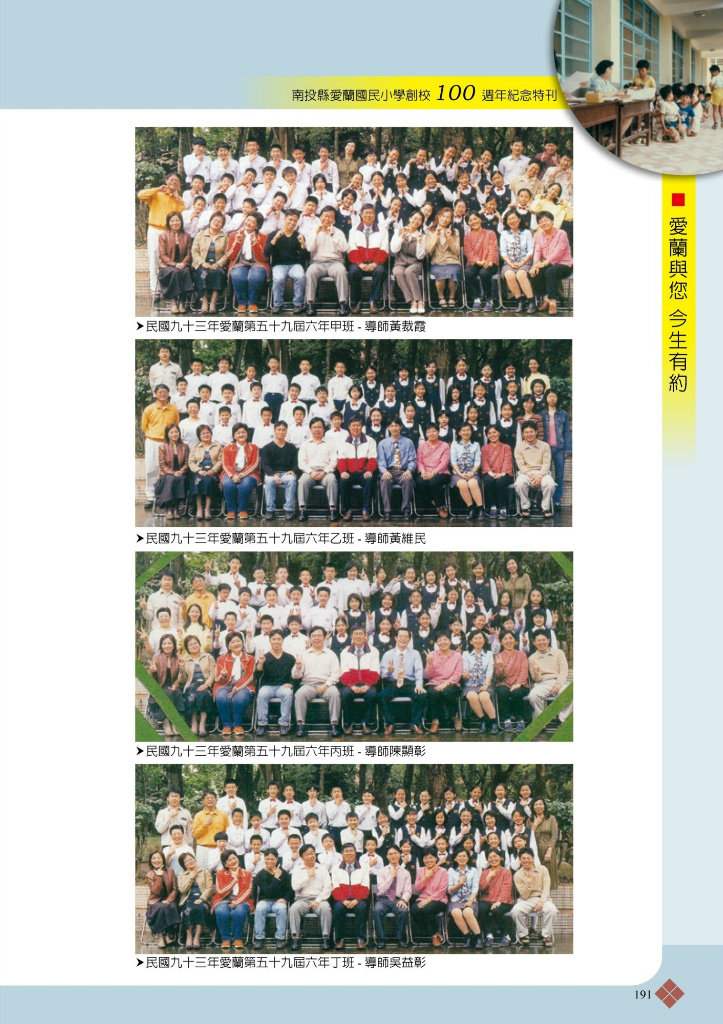 南投縣愛蘭國民小學創校 100 週年紀念特刊
■ 愛蘭與您 今生有約
➤民國九十三年愛蘭第五十九屆六年甲班 - 導師黃裁霞
➤民國九十三年愛蘭第五十九屆六年乙班 - 導師黃維民
➤民國九十三年愛蘭第五十九屆六年丙班 - 導師陳顯彰
➤民國九十三年愛蘭第五十九屆六年丁班 - 導師吳益彰
191